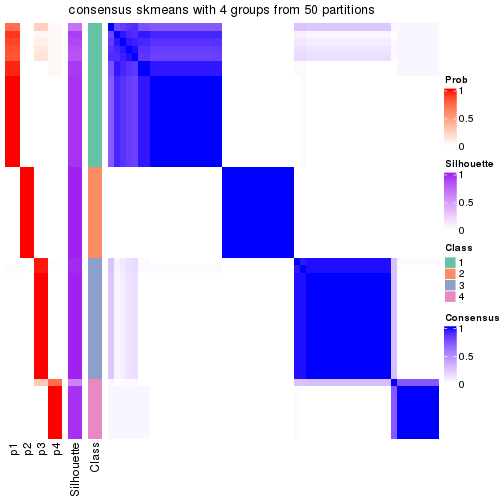 consensus skmeans with 4 groups from 50 partitions
Prob
1
0.5
0
Silhouette
1
0.5
0
Class
1
2
3
4
Consensus
1
0.5
0
p1
p2
p3
p4
Silhouette
Class